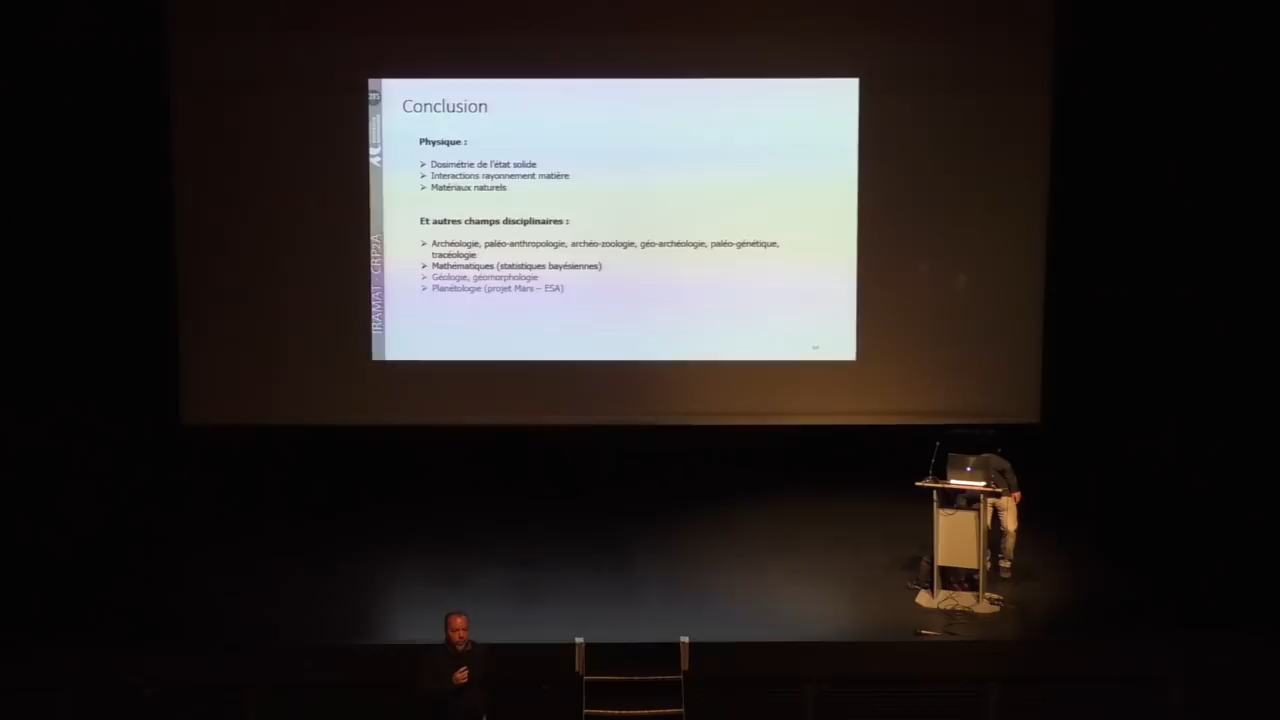 Conclusion
Physique :
➢ Dosimétrie de l'état solide
➢ Interactions rayonnement matière
➢ Matériaux naturels
Et autres champs disciplinaires :
➢ Archéologie, paléo-anthropologie, archéo-zoologie, géo-archéologie, paléo-génétique,
tracéologie
➢ Mathématiques (statistiques bayésiennes)
➢ Géologie, géomorphologie
➢ Planétologie (projet Mars – ESA)
IRAMAT - CRP2A